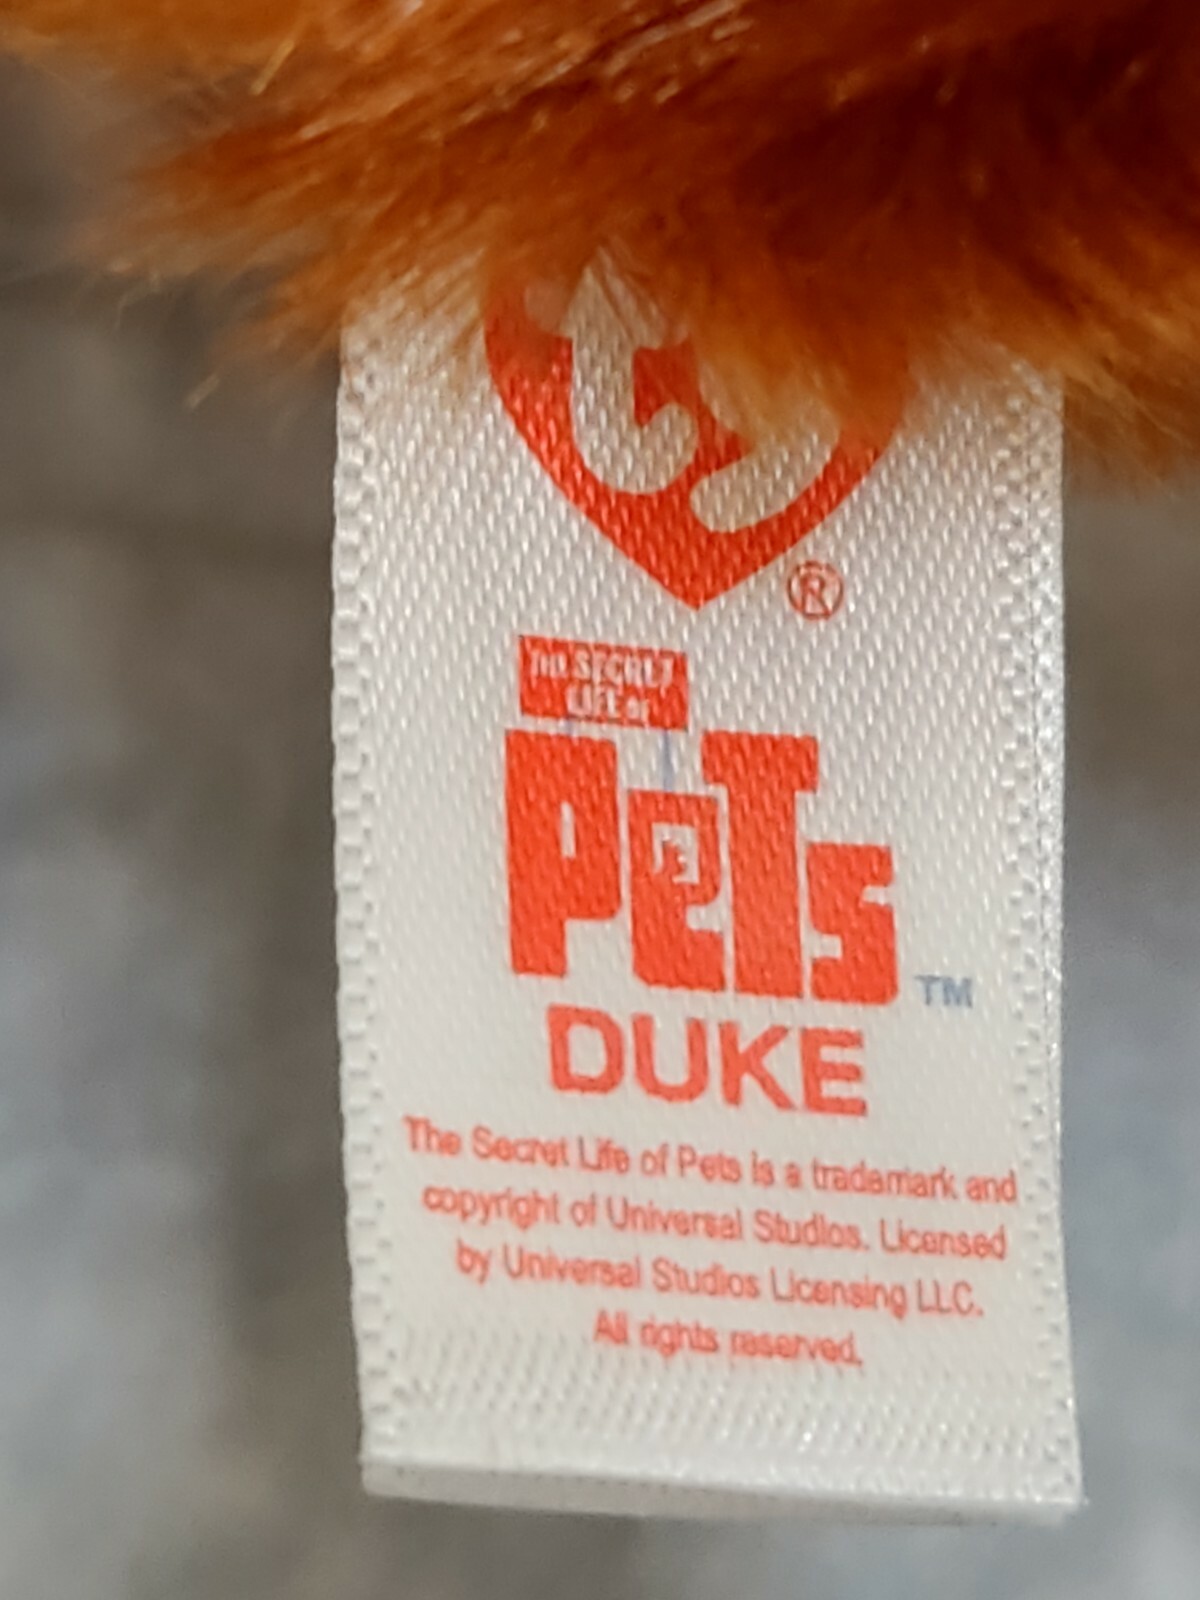 ty
®
THE SECRET
LIFE OF
PeTs ™
DUKE
The Secret Life of Pets is a trademark and
copyright of Universal Studios. Licensed
by Universal Studios Licensing LLC.
All rights reserved.